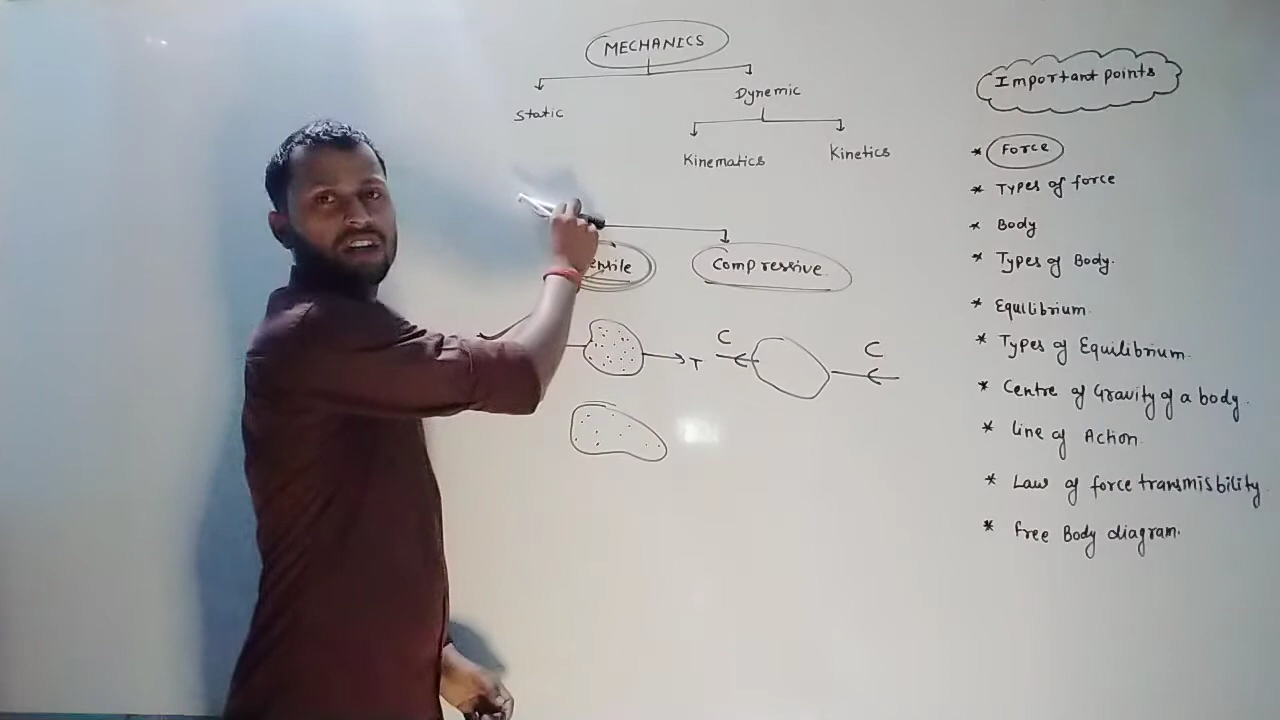 MECHANICS
Static
Dynemic
Kinematics
Kinetics
Compressive
T
C
C
Important points
* Force
* Types of force
* Body
* Types of Body.
* Equilibrium.
* Types of Equilibrium.
* Centre of Gravity of a body.
* line of Action.
* Law of force transmisbility.
* free Body diagram.